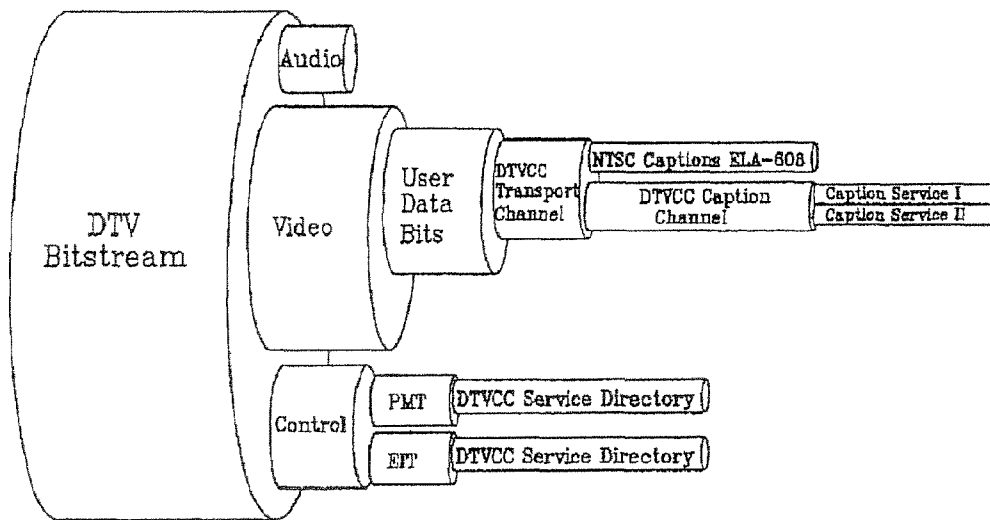 Audio
DTV
Bitstream
Video
User
Data
Bits
DTVCC
Transport
Channel
NTSC Captions ELA-608
DTVCC Caption
Channel
Caption Service I
Caption Service II
Control
PMT
DTVCC Service Directory
EIT
DTVCC Service Directory